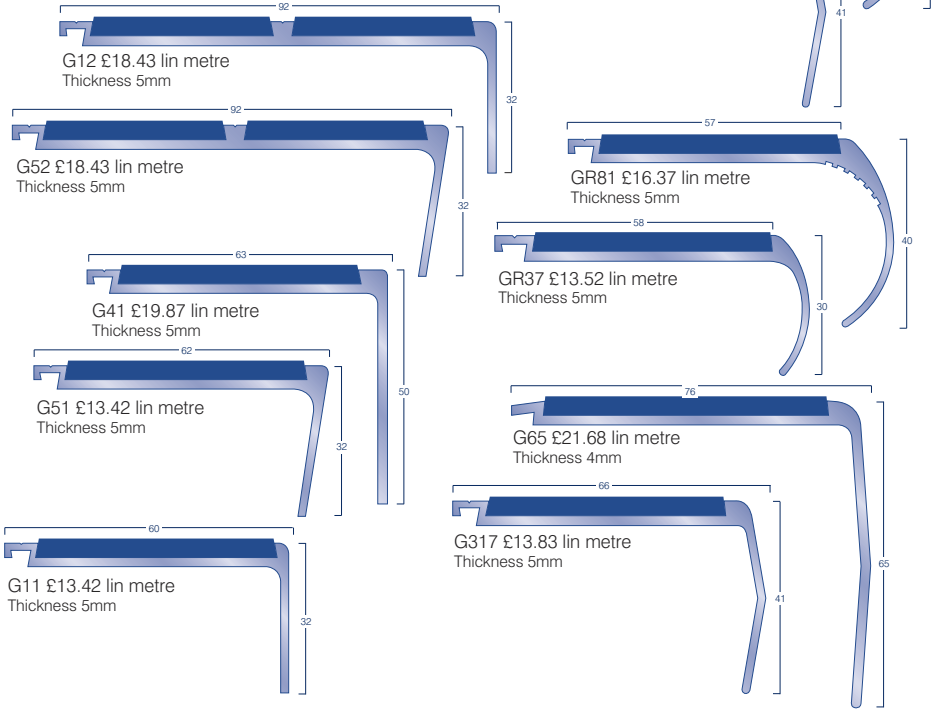 92
G12 £18.43 lin metre
Thickness 5mm
32
92
G52 £18.43 lin metre
Thickness 5mm
32
63
G41 £19.87 lin metre
Thickness 5mm
50
62
G51 £13.42 lin metre
Thickness 5mm
32
60
G11 £13.42 lin metre
Thickness 5mm
32
41
57
GR81 £16.37 lin metre
Thickness 5mm
40
58
GR37 £13.52 lin metre
Thickness 5mm
30
76
G65 £21.68 lin metre
Thickness 4mm
65
66
G317 £13.83 lin metre
Thickness 5mm
41